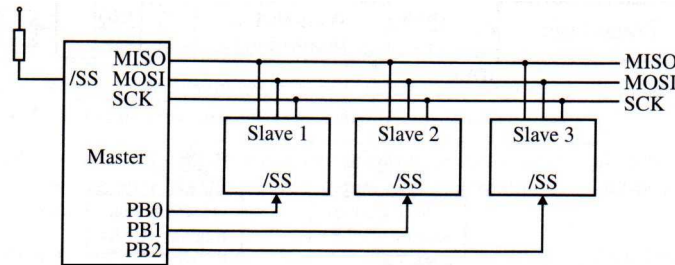 MISO MISO
/SS MOSI MOSI
SCK SCK
Slave 1 Slave 2 Slave 3
Master
/SS /SS /SS
PB0
PB1
PB2